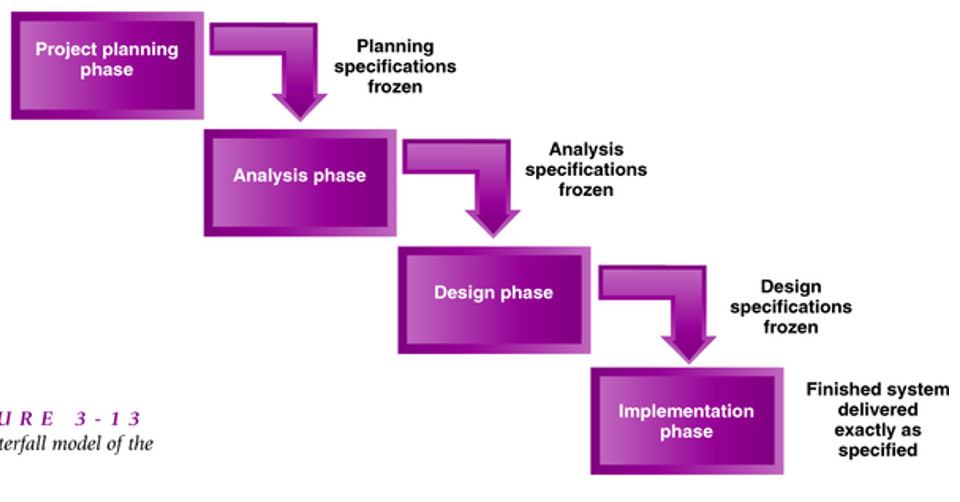 Project planning
phase
Planning
specifications
frozen
Analysis phase
Analysis
specifications
frozen
Design phase
Design
specifications
frozen
Implementation
phase
Finished system
delivered
exactly as
specified
URE 3-13
terfall model of the